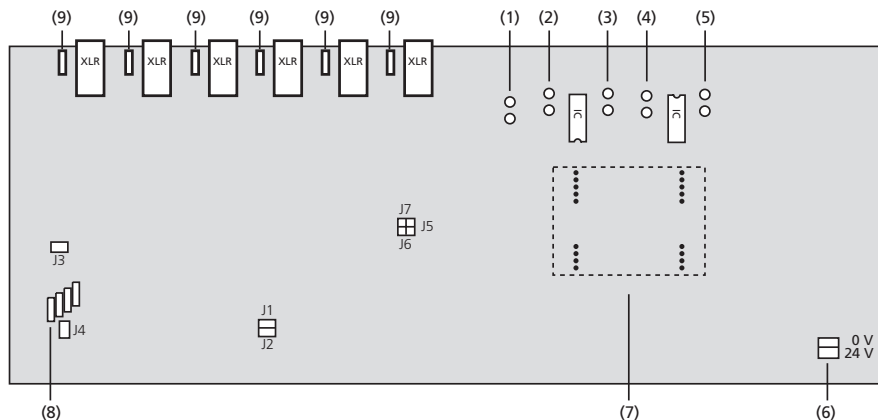 (9) (9) (9) (9) (9) (9) (1) (2) (3) (4) (5)
XLR XLR XLR XLR XLR XLR
IC IC
J7
J5
J6
J3
J4
J1
J2
0 V
24 V
(8) (7) (6)